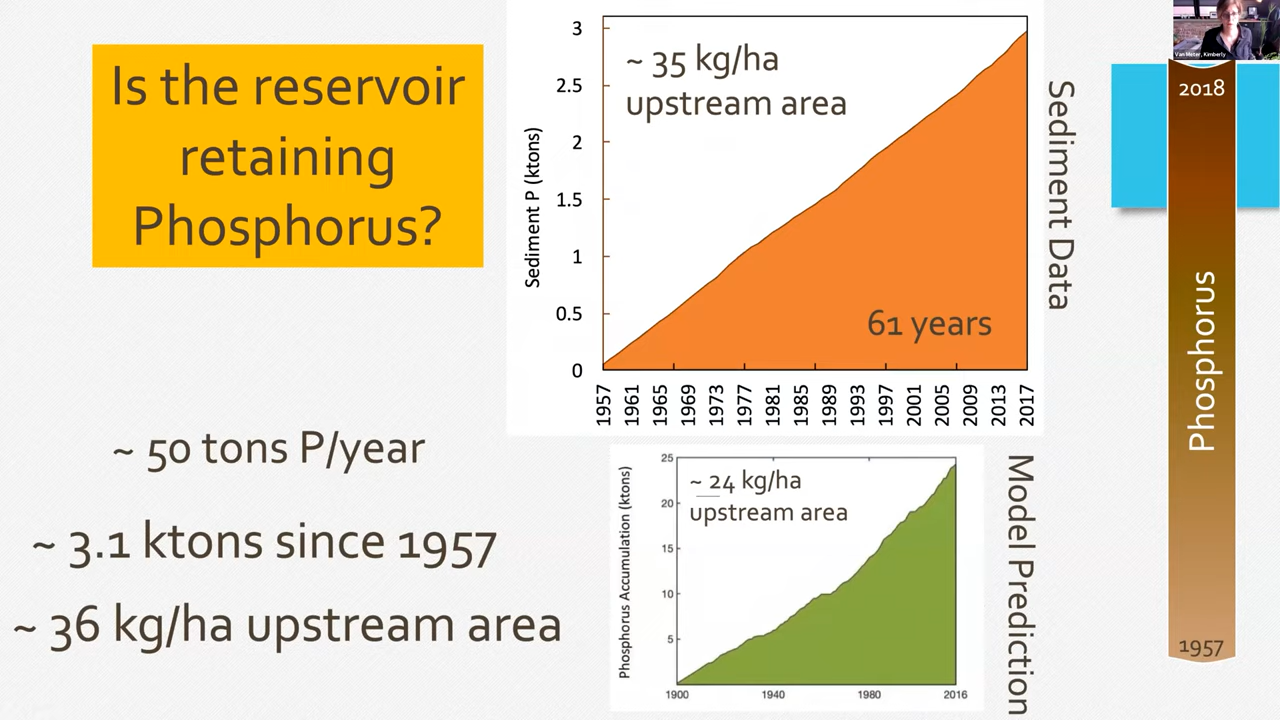 Is the reservoir
retaining
Phosphorus?
~ 50 tons P/year
~ 3.1 ktons since 1957
~ 36 kg/ha upstream area
Sediment P (ktons)
3
2.5
2
1.5
1
0.5
0
~ 35 kg/ha
upstream area
61 years
1957
1961
1965
1969
1973
1977
1981
1985
1989
1993
1997
2001
2005
2009
2013
2017
Sediment Data
Phosphorus Accumulation (ktons)
25
20
15
10
5
~ 24 kg/ha
upstream area
1900
1940
1980
2016
Model Prediction
Van Meter, Kimberly
2018
Phosphorus
1957